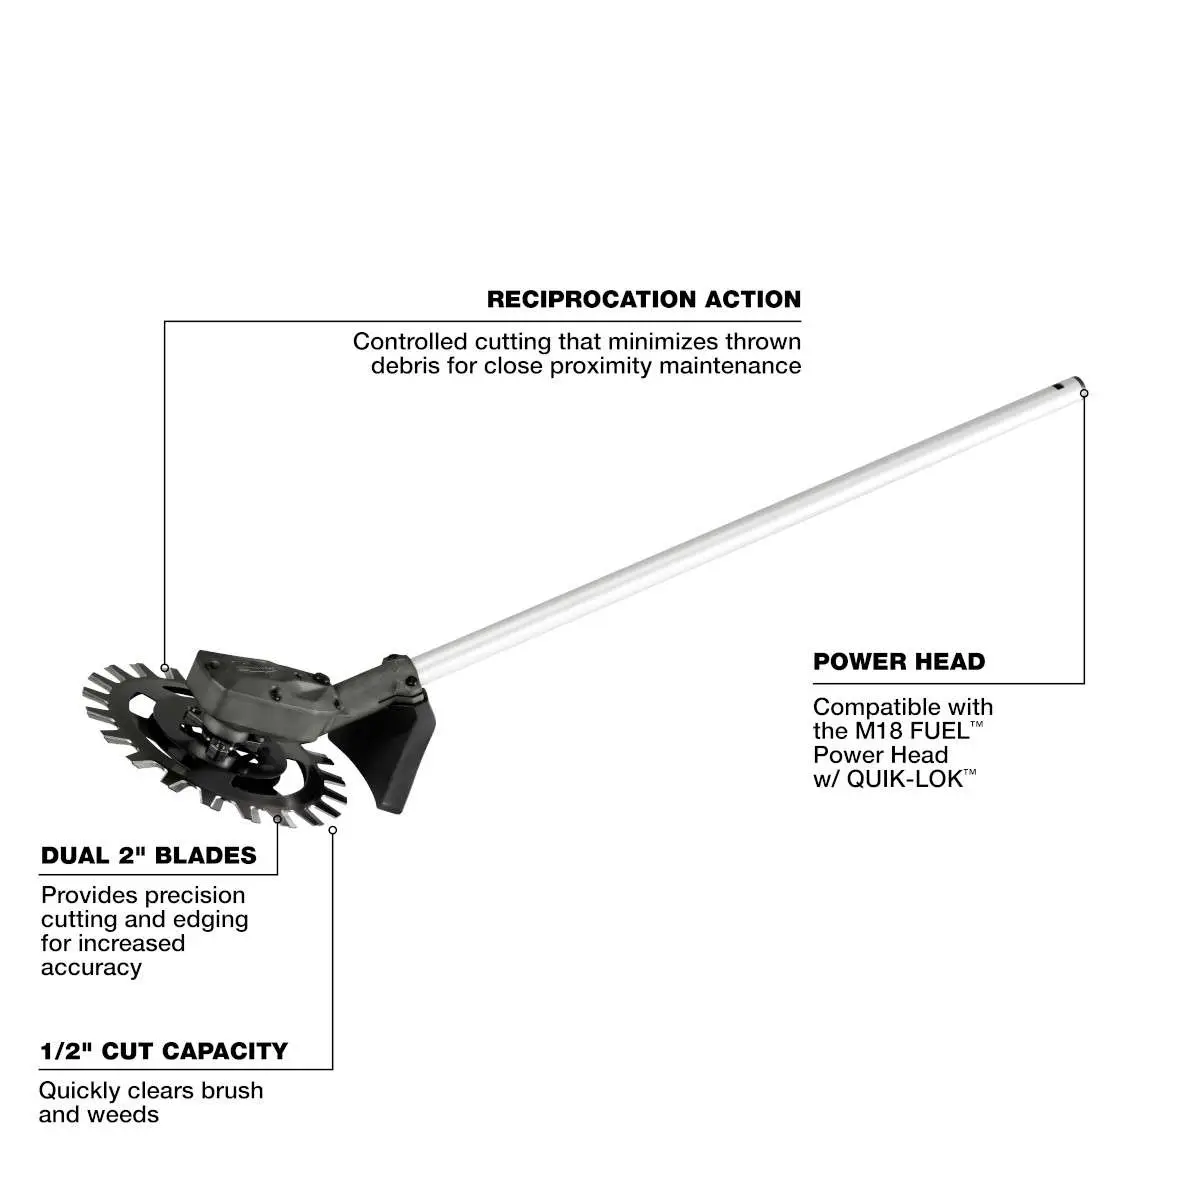 RECIPROCATION ACTION
Controlled cutting that minimizes thrown
debris for close proximity maintenance
POWER HEAD
Compatible with
the M18 FUEL™
Power Head
w/ QUIK-LOK™
DUAL 2" BLADES
Provides precision
cutting and edging
for increased
accuracy
1/2" CUT CAPACITY
Quickly clears brush
and weeds